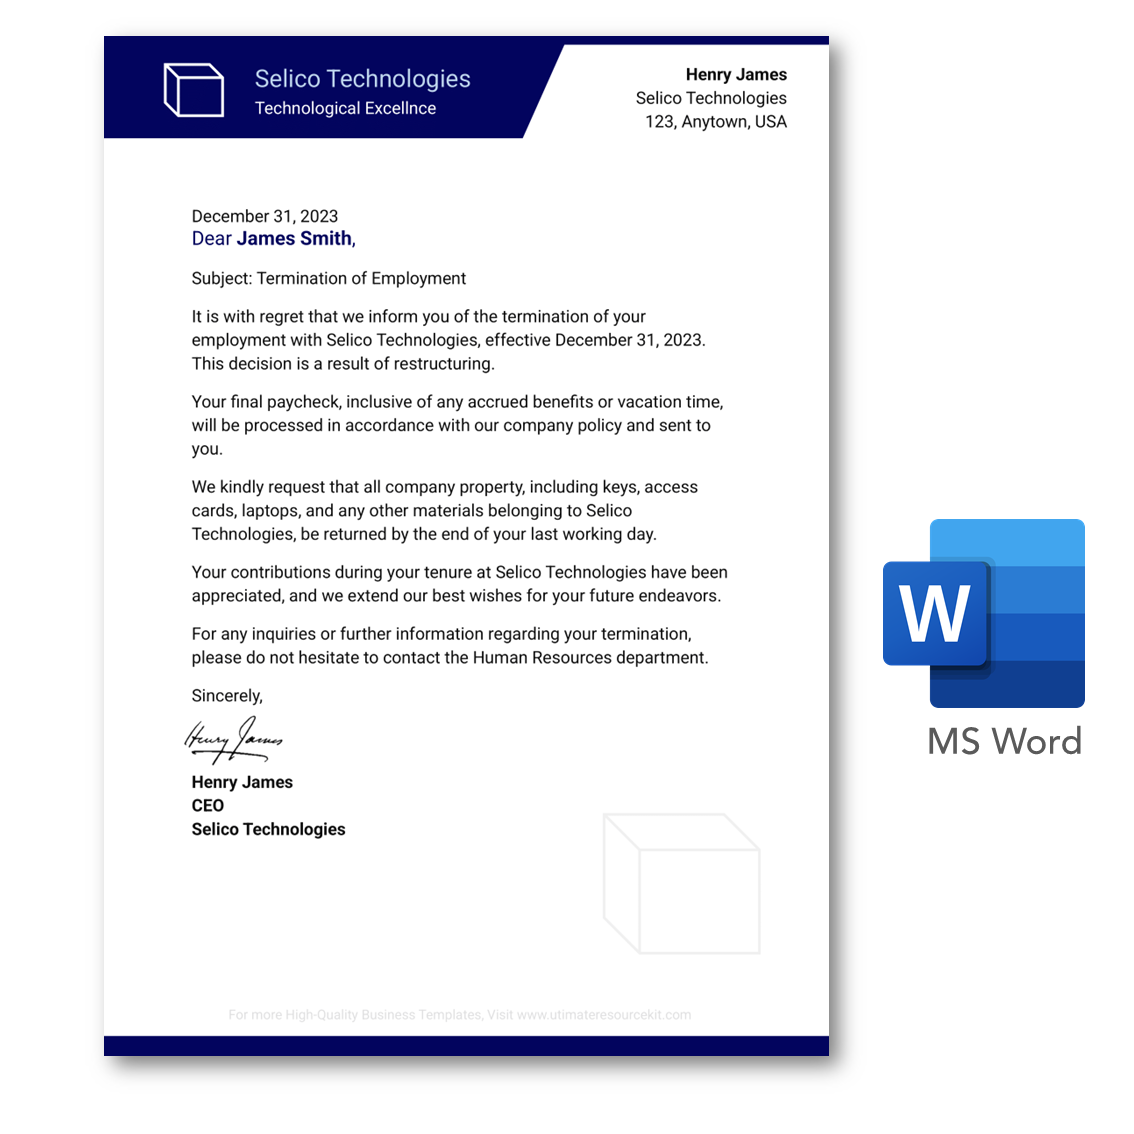 Selico Technologies
Technological Excellnce
Henry James
Selico Technologies
123, Anytown, USA
December 31, 2023
Dear James Smith,
Subject: Termination of Employment
It is with regret that we inform you of the termination of your
employment with Selico Technologies, effective December 31, 2023.
This decision is a result of restructuring.
Your final paycheck, inclusive of any accrued benefits or vacation time,
will be processed in accordance with our company policy and sent to
you.
We kindly request that all company property, including keys, access
cards, laptops, and any other materials belonging to Selico
Technologies, be returned by the end of your last working day.
Your contributions during your tenure at Selico Technologies have been
appreciated, and we extend our best wishes for your future endeavors.
For any inquiries or further information regarding your termination,
please do not hesitate to contact the Human Resources department.
Sincerely,
Henry James
Henry James
CEO
Selico Technologies
For more High-Quality Business Templates, Visit www.utimateresourcekit.com
W
MS Word